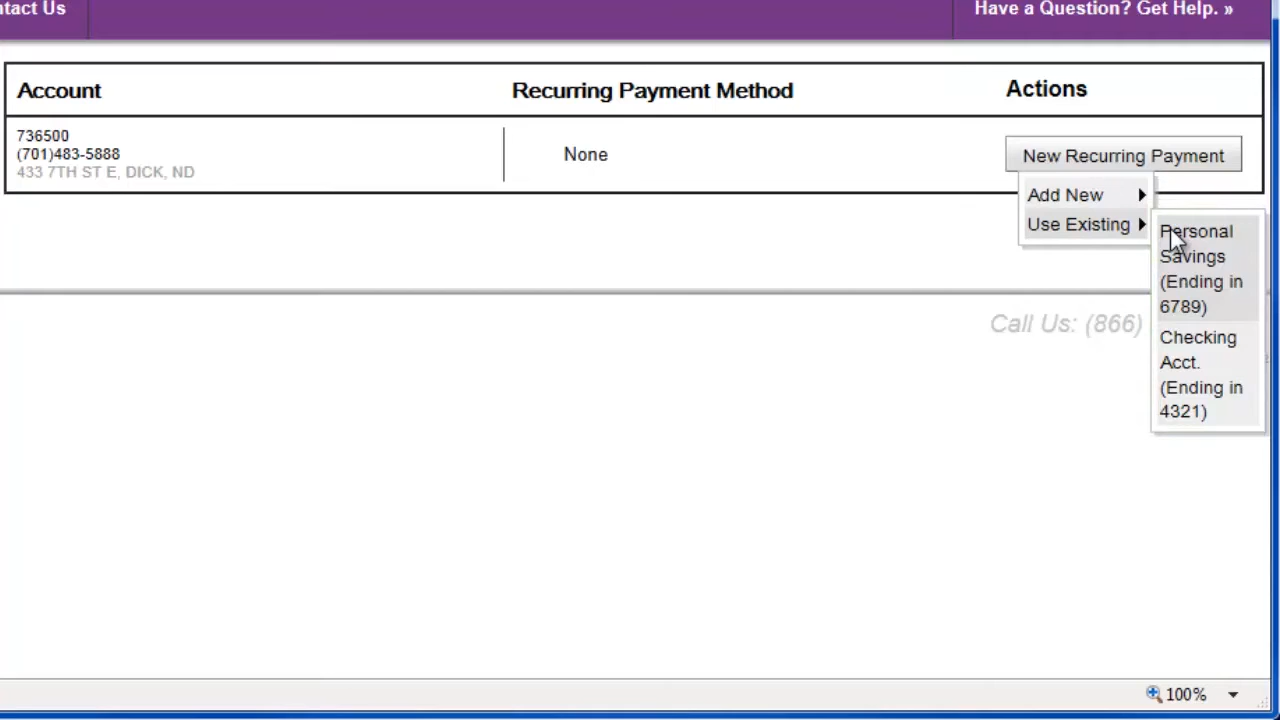 ntact Us
Have a Question? Get Help. »
Account
Recurring Payment Method
Actions
736500
(701)483-5888
433 7TH ST E, DICK, ND
None
New Recurring Payment
Add New
Use Existing
Personal
Savings
(Ending in
6789)
Checking
Acct.
(Ending in
4321)
Call Us: (866)
100%